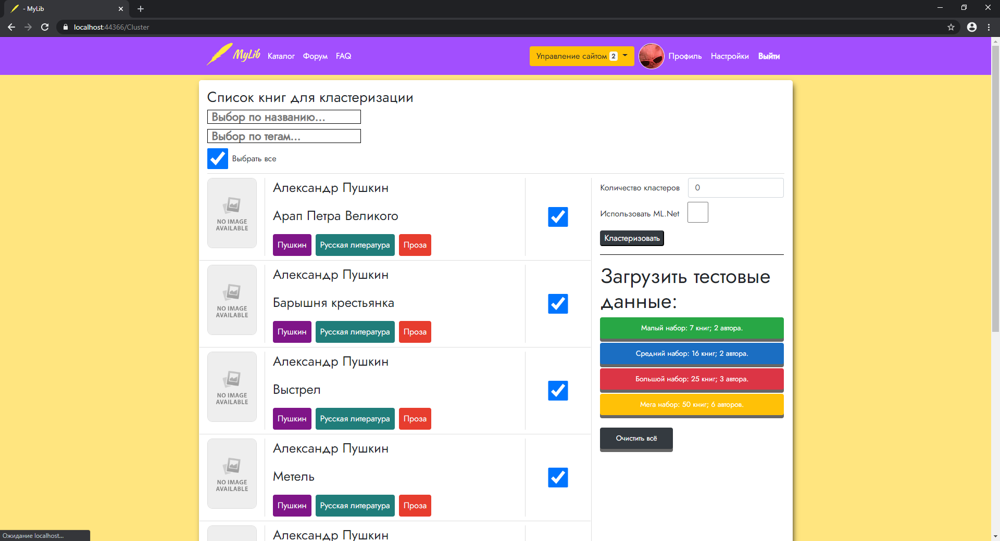 - MyLib
localhost:44366/Cluster
MyLib Каталог Форум FAQ Управление сайтом 2 Профиль Настройки Выйти
Список книг для кластеризации
Выбор по названию...
Выбор по тегам...
Выбрать все
NO IMAGE
AVAILABLE
Александр Пушкин
Арап Петра Великого
Пушкин Русская литература Проза
NO IMAGE
AVAILABLE
Александр Пушкин
Барышня крестьянка
Пушкин Русская литература Проза
NO IMAGE
AVAILABLE
Александр Пушкин
Выстрел
Пушкин Русская литература Проза
NO IMAGE
AVAILABLE
Александр Пушкин
Метель
Пушкин Русская литература Проза
Александр Пушкин
Количество кластеров 0
Использовать ML.Net
Кластеризовать
Загрузить тестовые
данные:
Малый набор: 7 книг; 2 автора.
Средний набор: 16 книг; 2 автора.
Большой набор: 25 книг; 3 автора.
Мега набор: 50 книг; 6 авторов.
Очистить всё
Ожидание localhost...